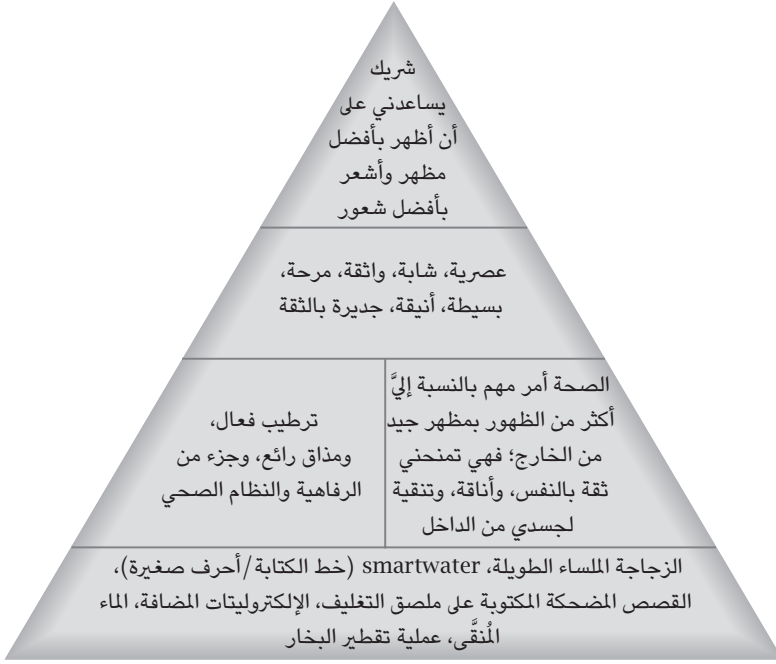 شريك
يساعدني على
أن أظهر بأفضل
مظهر وأشعر
بأفضل شعور
عصرية، شابة، واثقة، مرحة،
بسيطة، أنيقة، جديرة بالثقة
الصحة أمر مهم بالنسبة إليَّ
أكثر من الظهور بمظهر جيد
من الخارج؛ فهي تمنحني
ثقة بالنفس، وأناقة، وتنقية
لجسدي من الداخل
ترطيب فعال،
ومذاق رائع، وجزء من
الرفاهية والنظام الصحي
الزجاجة الملساء الطويلة، smartwater (خط الكتابة/أحرف صغيرة)،
القصص المضحكة المكتوبة على ملصق التغليف، الإلكتروليتات المضافة، الماء
المُنقَّى، عملية تقطير البخار